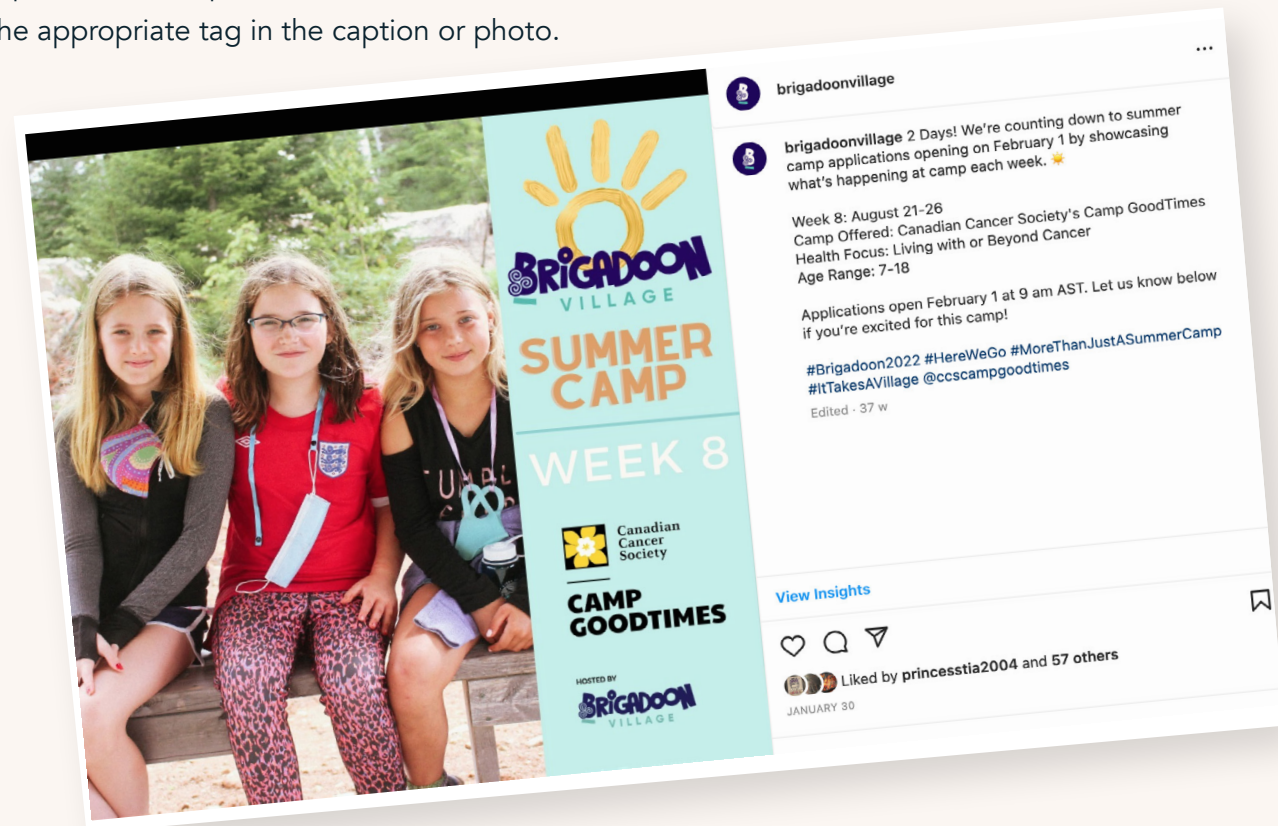 he appropriate tag in the caption or photo.
BRIGADOON
VILLAGE
SUMMER
CAMP
WEEK 8
Canadian
Cancer
Society
CAMP
GOODTIMES
HOSTED BY
BRIGADOON
VILLAGE
brigadoonvillage
brigadoonvillage 2 Days! We're counting down to summer
camp applications opening on February 1 by showcasing
what's happening at camp each week. ☀️
Week 8: August 21-26
Camp Offered: Canadian Cancer Society's Camp GoodTimes
Health Focus: Living with or Beyond Cancer
Age Range: 7-18
Applications open February 1 at 9 am AST. Let us know below
if you're excited for this camp!
#Brigadoon2022 #HereWeGo #MoreThanJustASummerCamp
#ItTakesAVillage @ccscampgoodtimes
Edited · 37 w
View Insights
Liked by princesstia2004 and 57 others
JANUARY 30